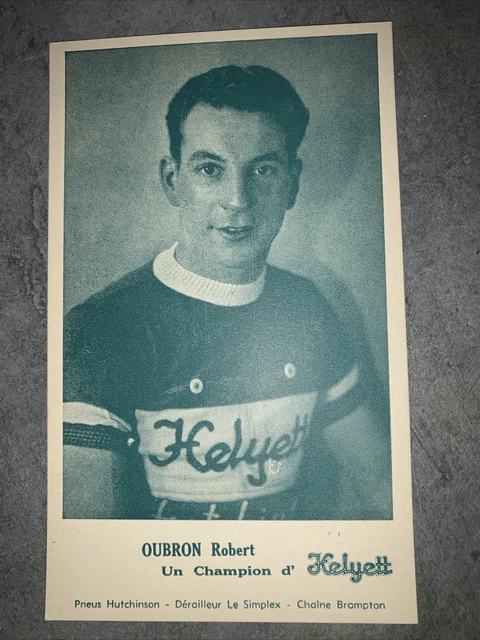 Helyett
OUBRON Robert
Un Champion d' Helyett
Pneus Hutchinson - Dérailleur Le Simplex - Chaîne Brampton